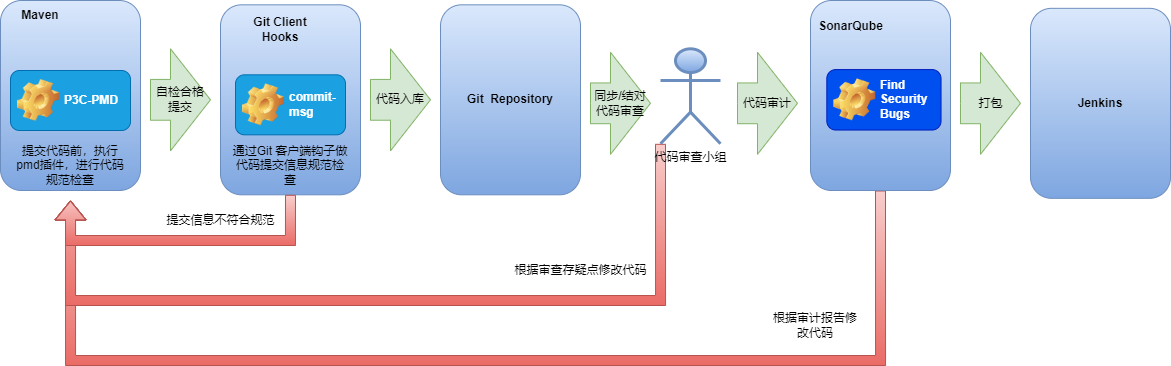 Maven
P3C-PMD
提交代码前，执行
pmd插件，进行代码
规范检查
自检合格
提交
Git Client
Hooks
commit-
msg
通过Git 客户端钩子做
代码提交信息规范检
查
代码入库
Git Repository
同步/结对
代码审查
代码审查小组
代码审计
SonarQube
Find
Security
Bugs
打包
Jenkins
提交信息不符合规范
根据审查存疑点修改代码
根据审计报告修
改代码